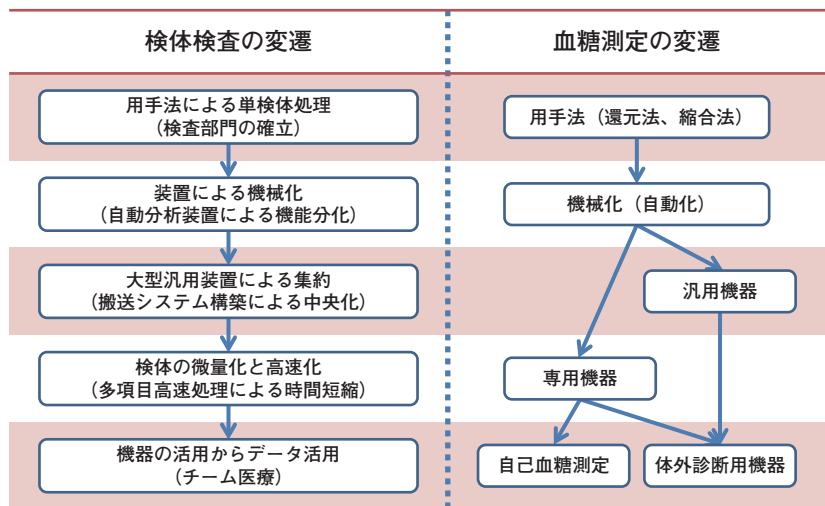 検体検査の変遷
血糖測定の変遷
用手法による単検体処理
（検査部門の確立）
用手法（還元法、縮合法）
装置による機械化
（自動分析装置による機能分化）
機械化（自動化）
大型汎用装置による集約
（搬送システム構築による中央化）
汎用機器
検体の微量化と高速化
（多項目高速処理による時間短縮）
専用機器
機器の活用からデータ活用
（チーム医療）
自己血糖測定
体外診断用機器